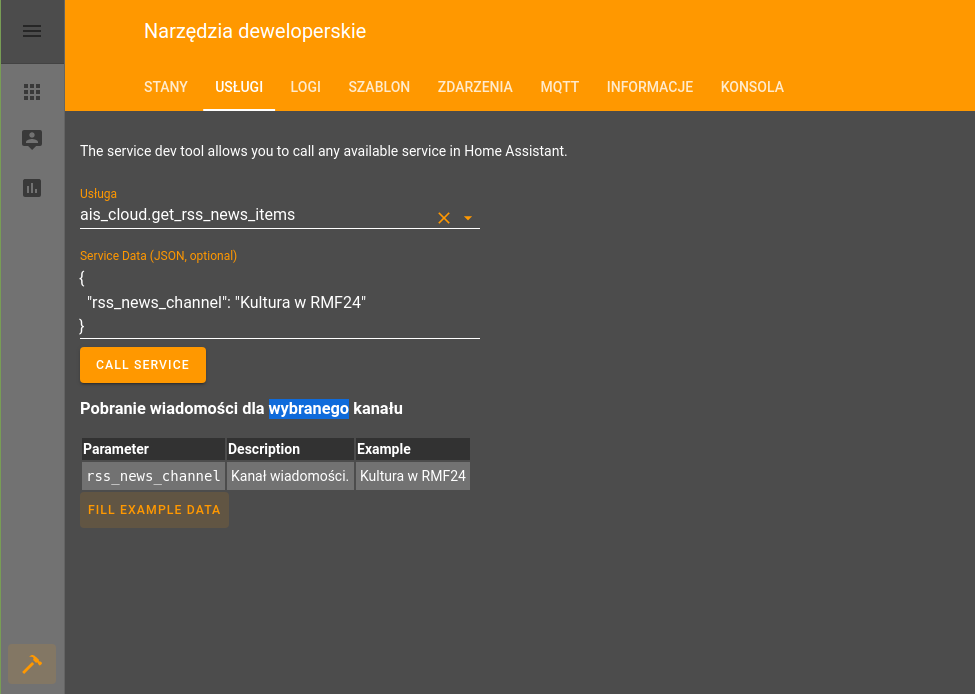 Narzędzia deweloperskie
STANY USŁUGI LOGI SZABLON ZDARZENIA MQTT INFORMACJE KONSOLA
The service dev tool allows you to call any available service in Home Assistant.
Usługa
ais_cloud.get_rss_news_items
Service Data (JSON, optional)
{
"rss_news_channel": "Kultura w RMF24"
}
CALL SERVICE
Pobranie wiadomości dla wybranego kanału
Parameter Description Example
rss_news_channel Kanał wiadomości. Kultura w RMF24
FILL EXAMPLE DATA